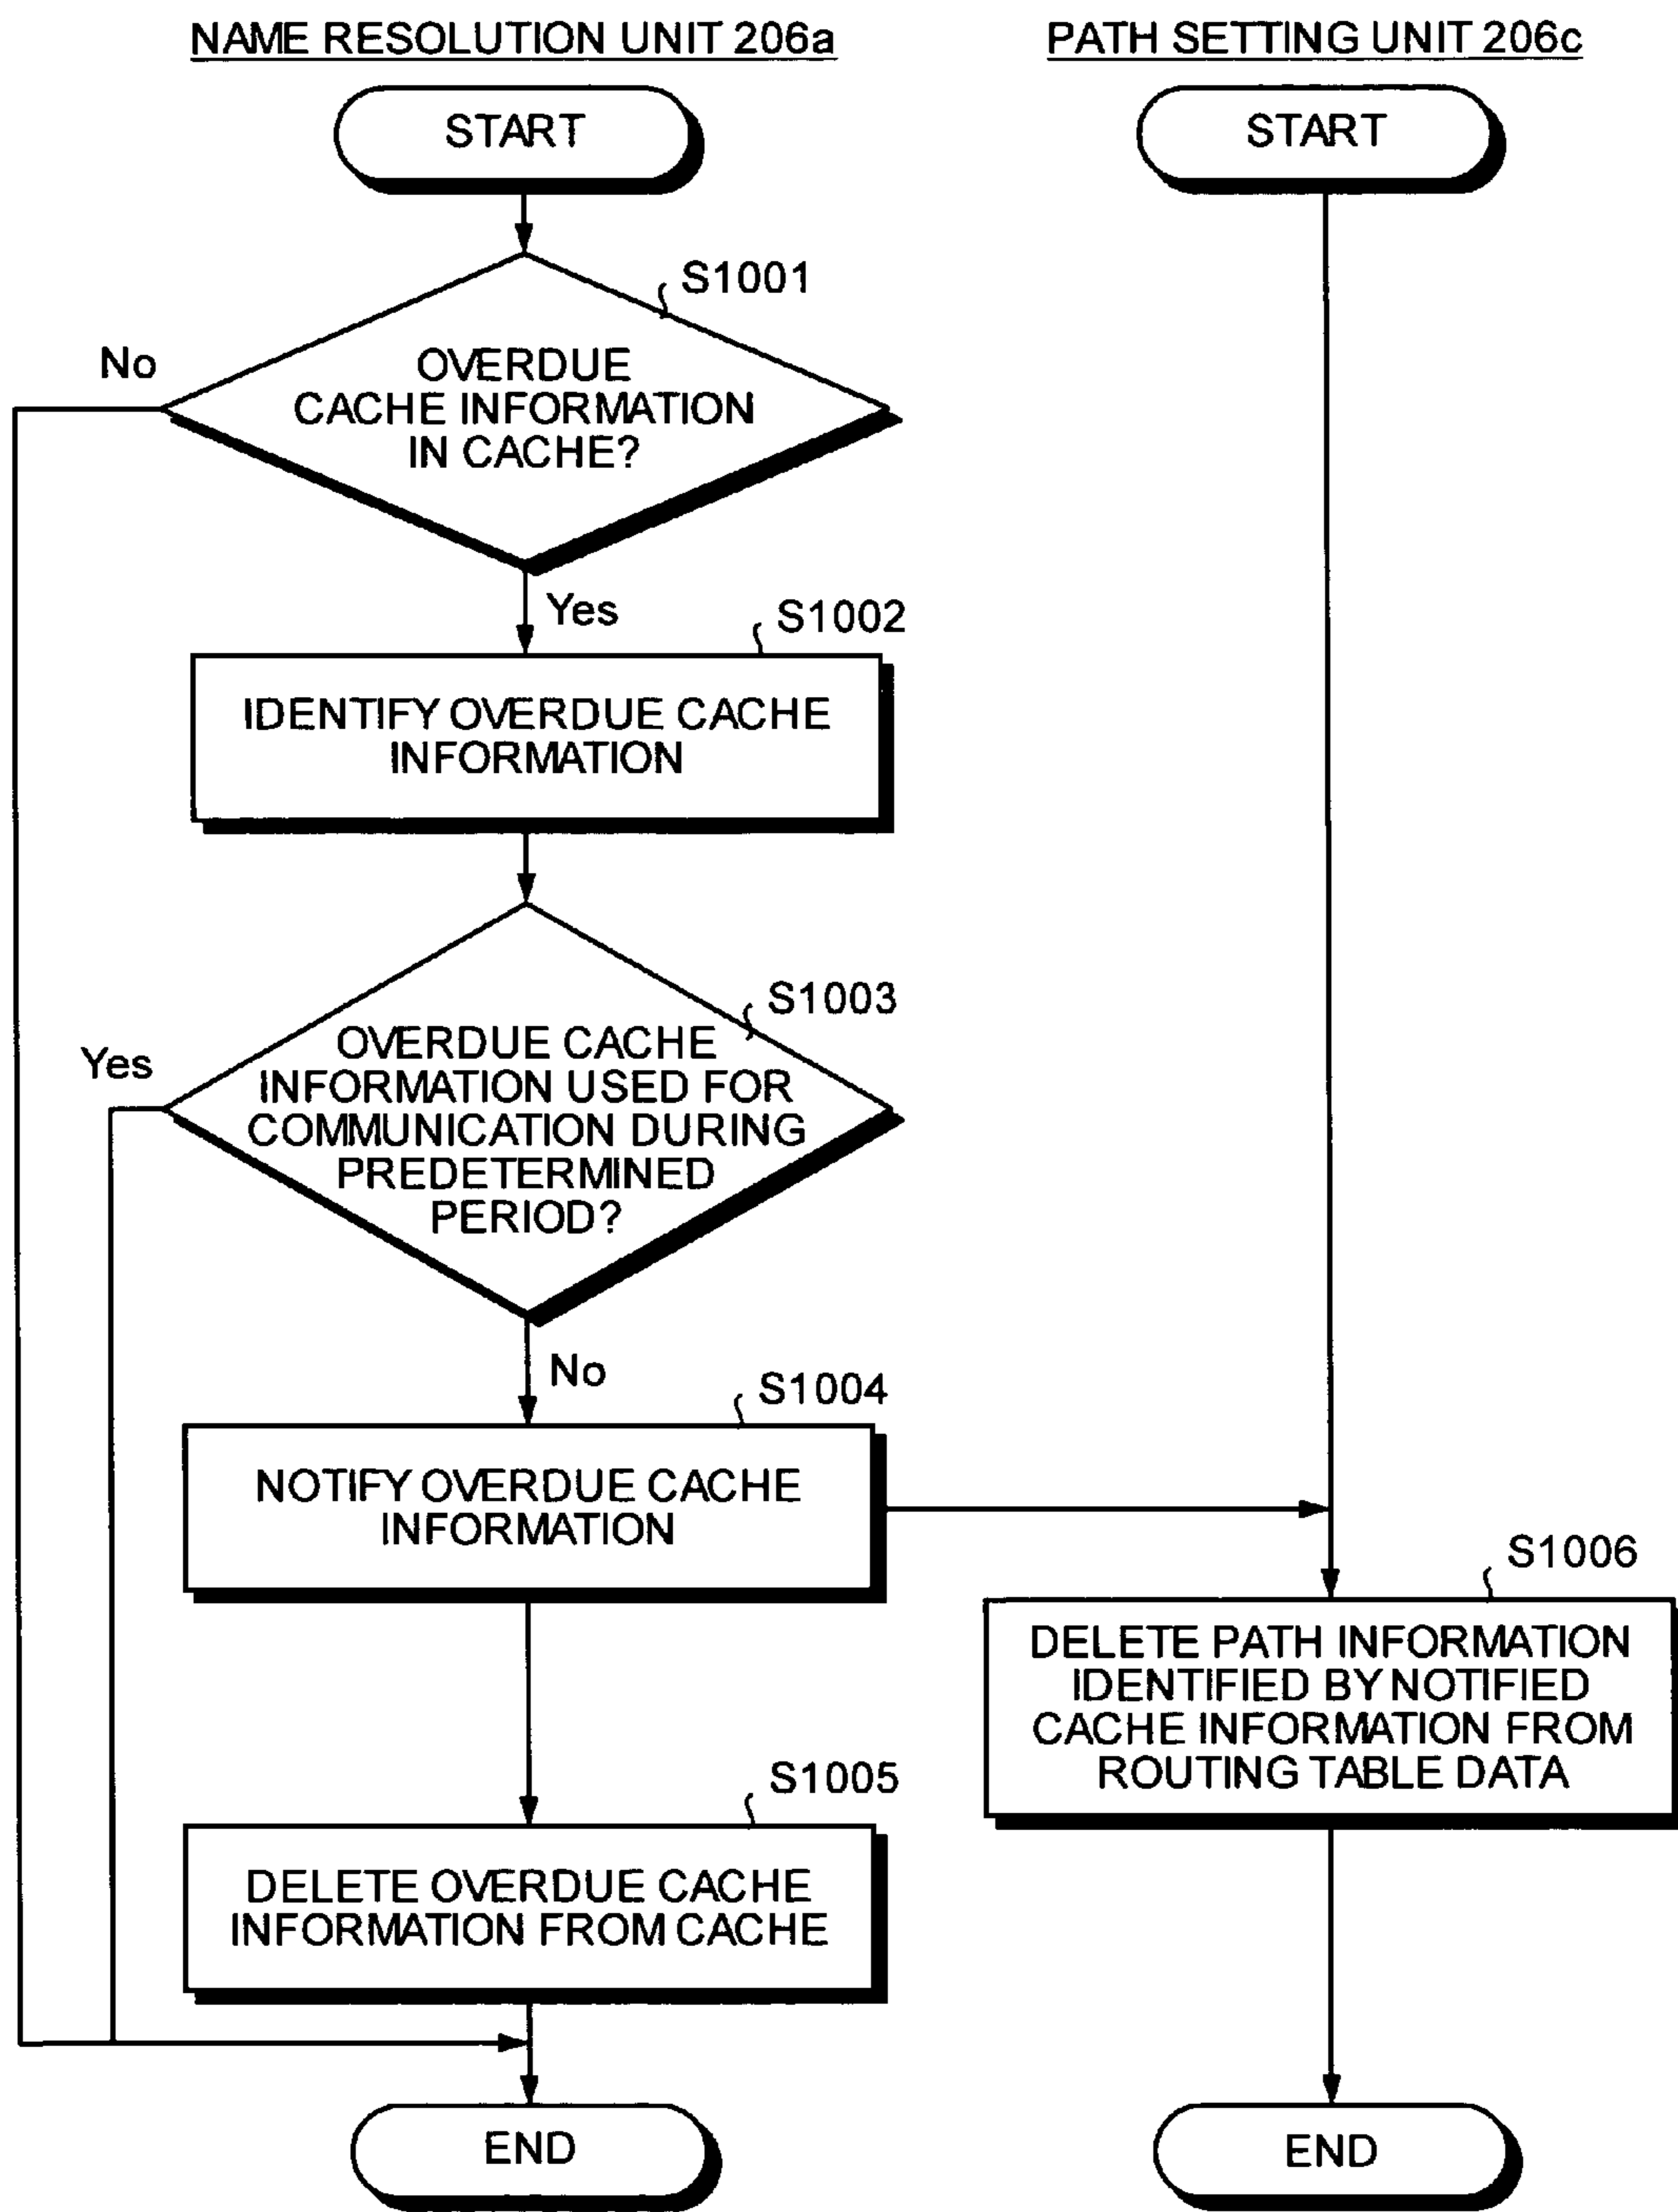 NAME RESOLUTION UNIT 206a
PATH SETTING UNIT 206c
START
START
S1001
No
OVERDUE
CACHE INFORMATION
IN CACHE?
Yes
S1002
IDENTIFY OVERDUE CACHE
INFORMATION
S1003
Yes
OVERDUE CACHE
INFORMATION USED FOR
COMMUNICATION DURING
PREDETERMINED
PERIOD?
No
S1004
NOTIFY OVERDUE CACHE
INFORMATION
S1006
DELETE PATH INFORMATION
IDENTIFIED BY NOTIFIED
CACHE INFORMATION FROM
ROUTING TABLE DATA
S1005
DELETE OVERDUE CACHE
INFORMATION FROM CACHE
END
END